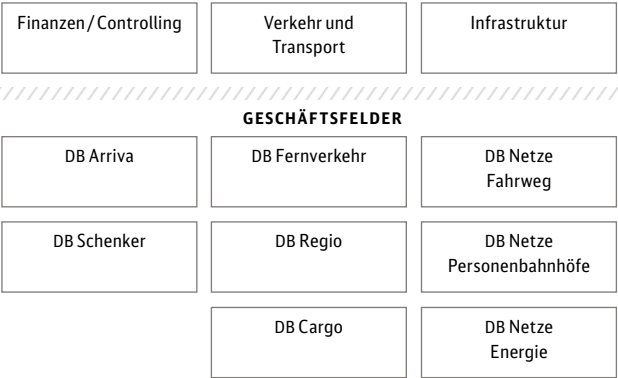 Finanzen / Controlling
Verkehr und
Transport
Infrastruktur
GESCHÄFTSFELDER
DB Arriva
DB Fernverkehr
DB Netze
Fahrweg
DB Schenker
DB Regio
DB Netze
Personenbahnhöfe
DB Cargo
DB Netze
Energie